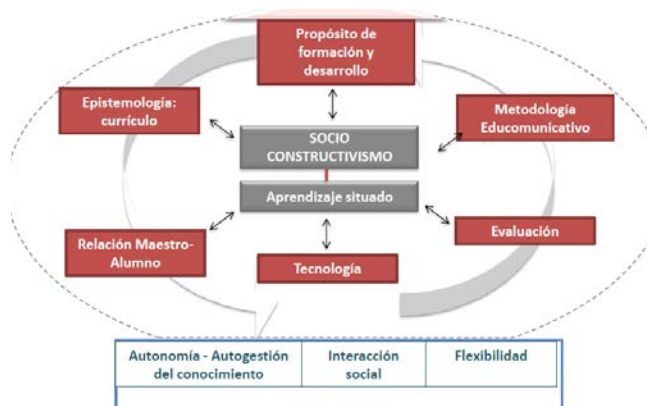 Propósito de
formación y
desarrollo
Epistemología:
currículo
Metodología
Educomunicativo
SOCIO
CONSTRUCTIVISMO
Aprendizaje situado
Relación Maestro-
Alumno
Evaluación
Tecnología
Autonomía - Autogestión
del conocimiento
Interacción
social
Flexibilidad